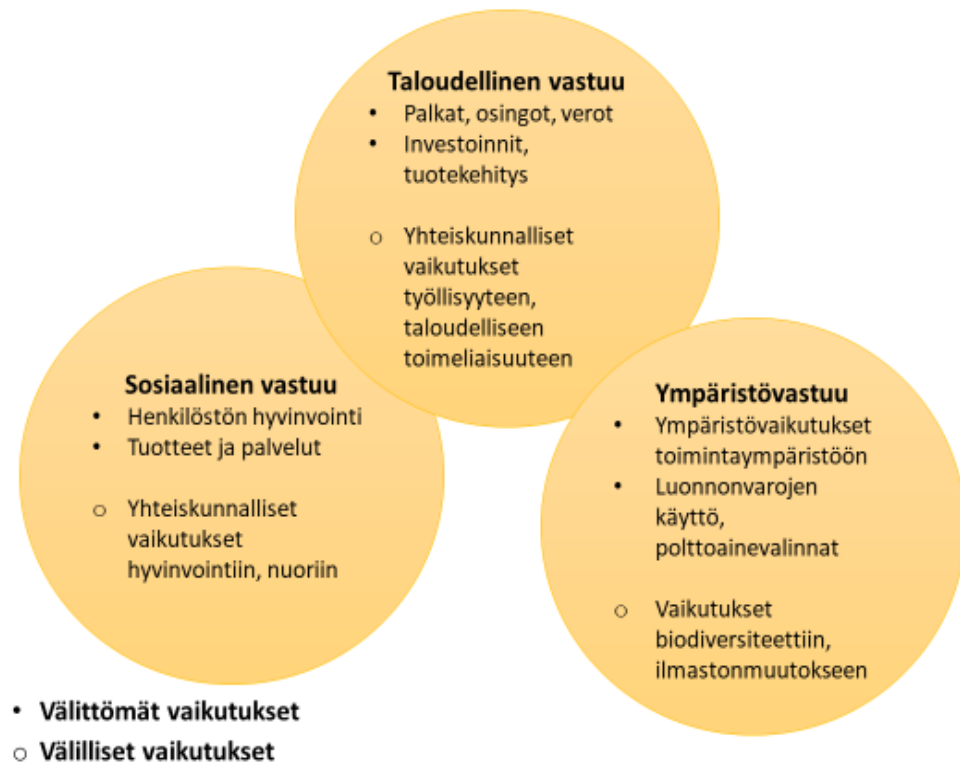 Taloudellinen vastuu
• Palkat, osingot, verot
• Investoinnit,
tuotekehitys
o Yhteiskunnalliset
vaikutukset
työllisyyteen,
taloudelliseen
toimeliaisuuteen
Sosiaalinen vastuu
• Henkilöstön hyvinvointi
• Tuotteet ja palvelut
o Yhteiskunnalliset
vaikutukset
hyvinvointiin, nuoriin
Ympäristövastuu
• Ympäristövaikutukset
toimintaympäristöön
• Luonnonvarojen
käyttö,
polttoainevalinnat
o Vaikutukset
biodiversiteettiin,
ilmastonmuutokseen
• Välittömät vaikutukset
o Välilliset vaikutukset